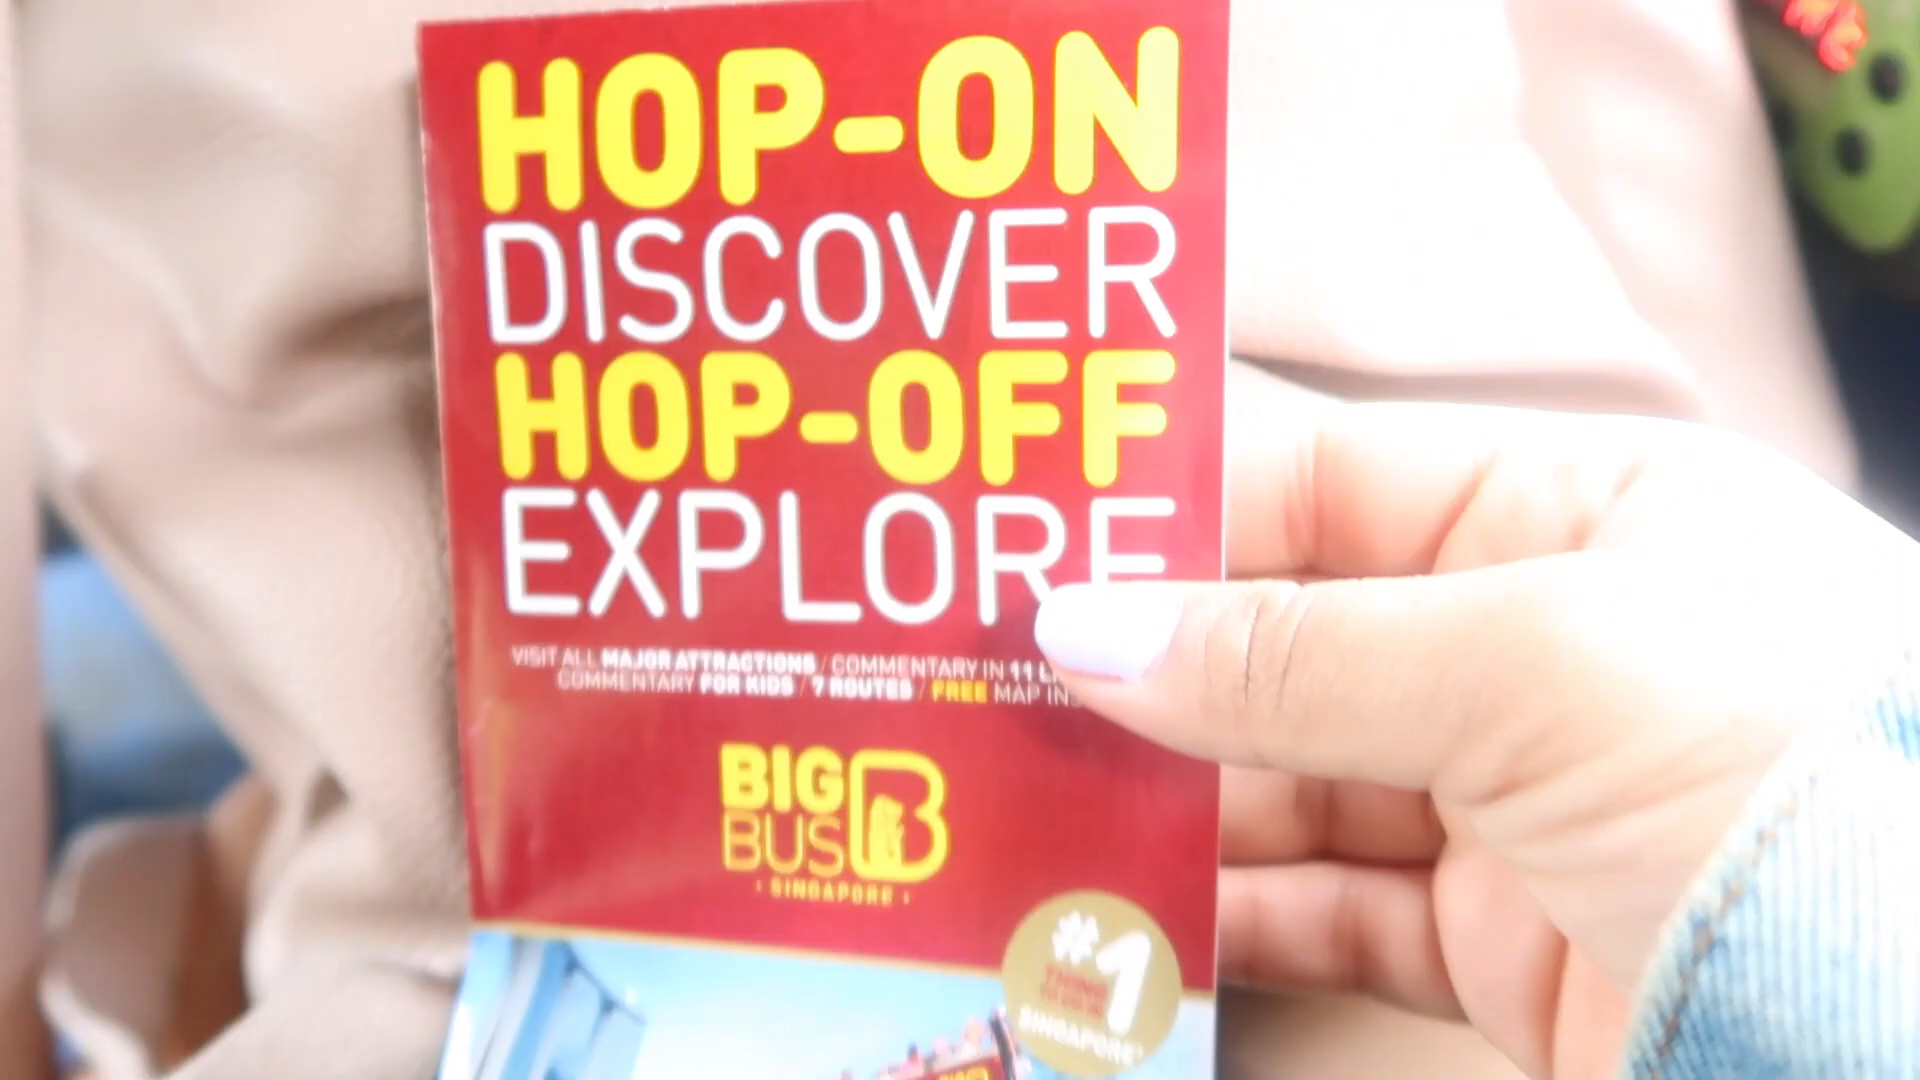 HOP-ON
DISCOVER
HOP-OFF
EXPLORE
VISIT ALL MAJOR ATTRACTIONS / COMMENTARY IN 11
COMMENTARY FOR KIDS / 7 ROUTES / FREE MAP
BIG
BUS
· SINGAPORE ·
#1
SINGAPORE